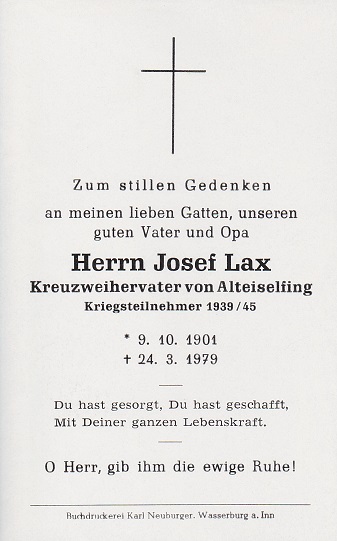 Zum stillen Gedenken
an meinen lieben Gatten, unseren
guten Vater und Opa
Herrn Josef Lax
Kreuzweihervater von Alteiselfing
Kriegsteilnehmer 1939/45
* 9. 10. 1901
† 24. 3. 1979
Du hast gesorgt, Du hast geschafft,
Mit Deiner ganzen Lebenskraft.
O Herr, gib ihm die ewige Ruhe!
Buchdruckerei Karl Neuburger, Wasserburg a. Inn